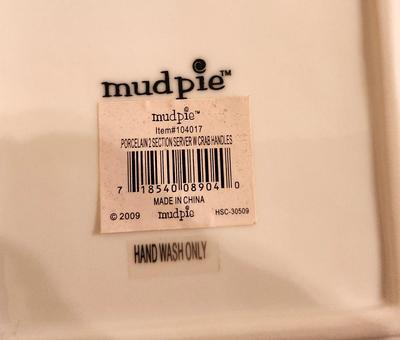 mudpie™
mudpie™
Item#104017
PORCELAIN 2 SECTION SERVER W CRAB HANDLES
7 18540 08904 0
MADE IN CHINA
© 2009 mudpie HSC-30509
HAND WASH ONLY